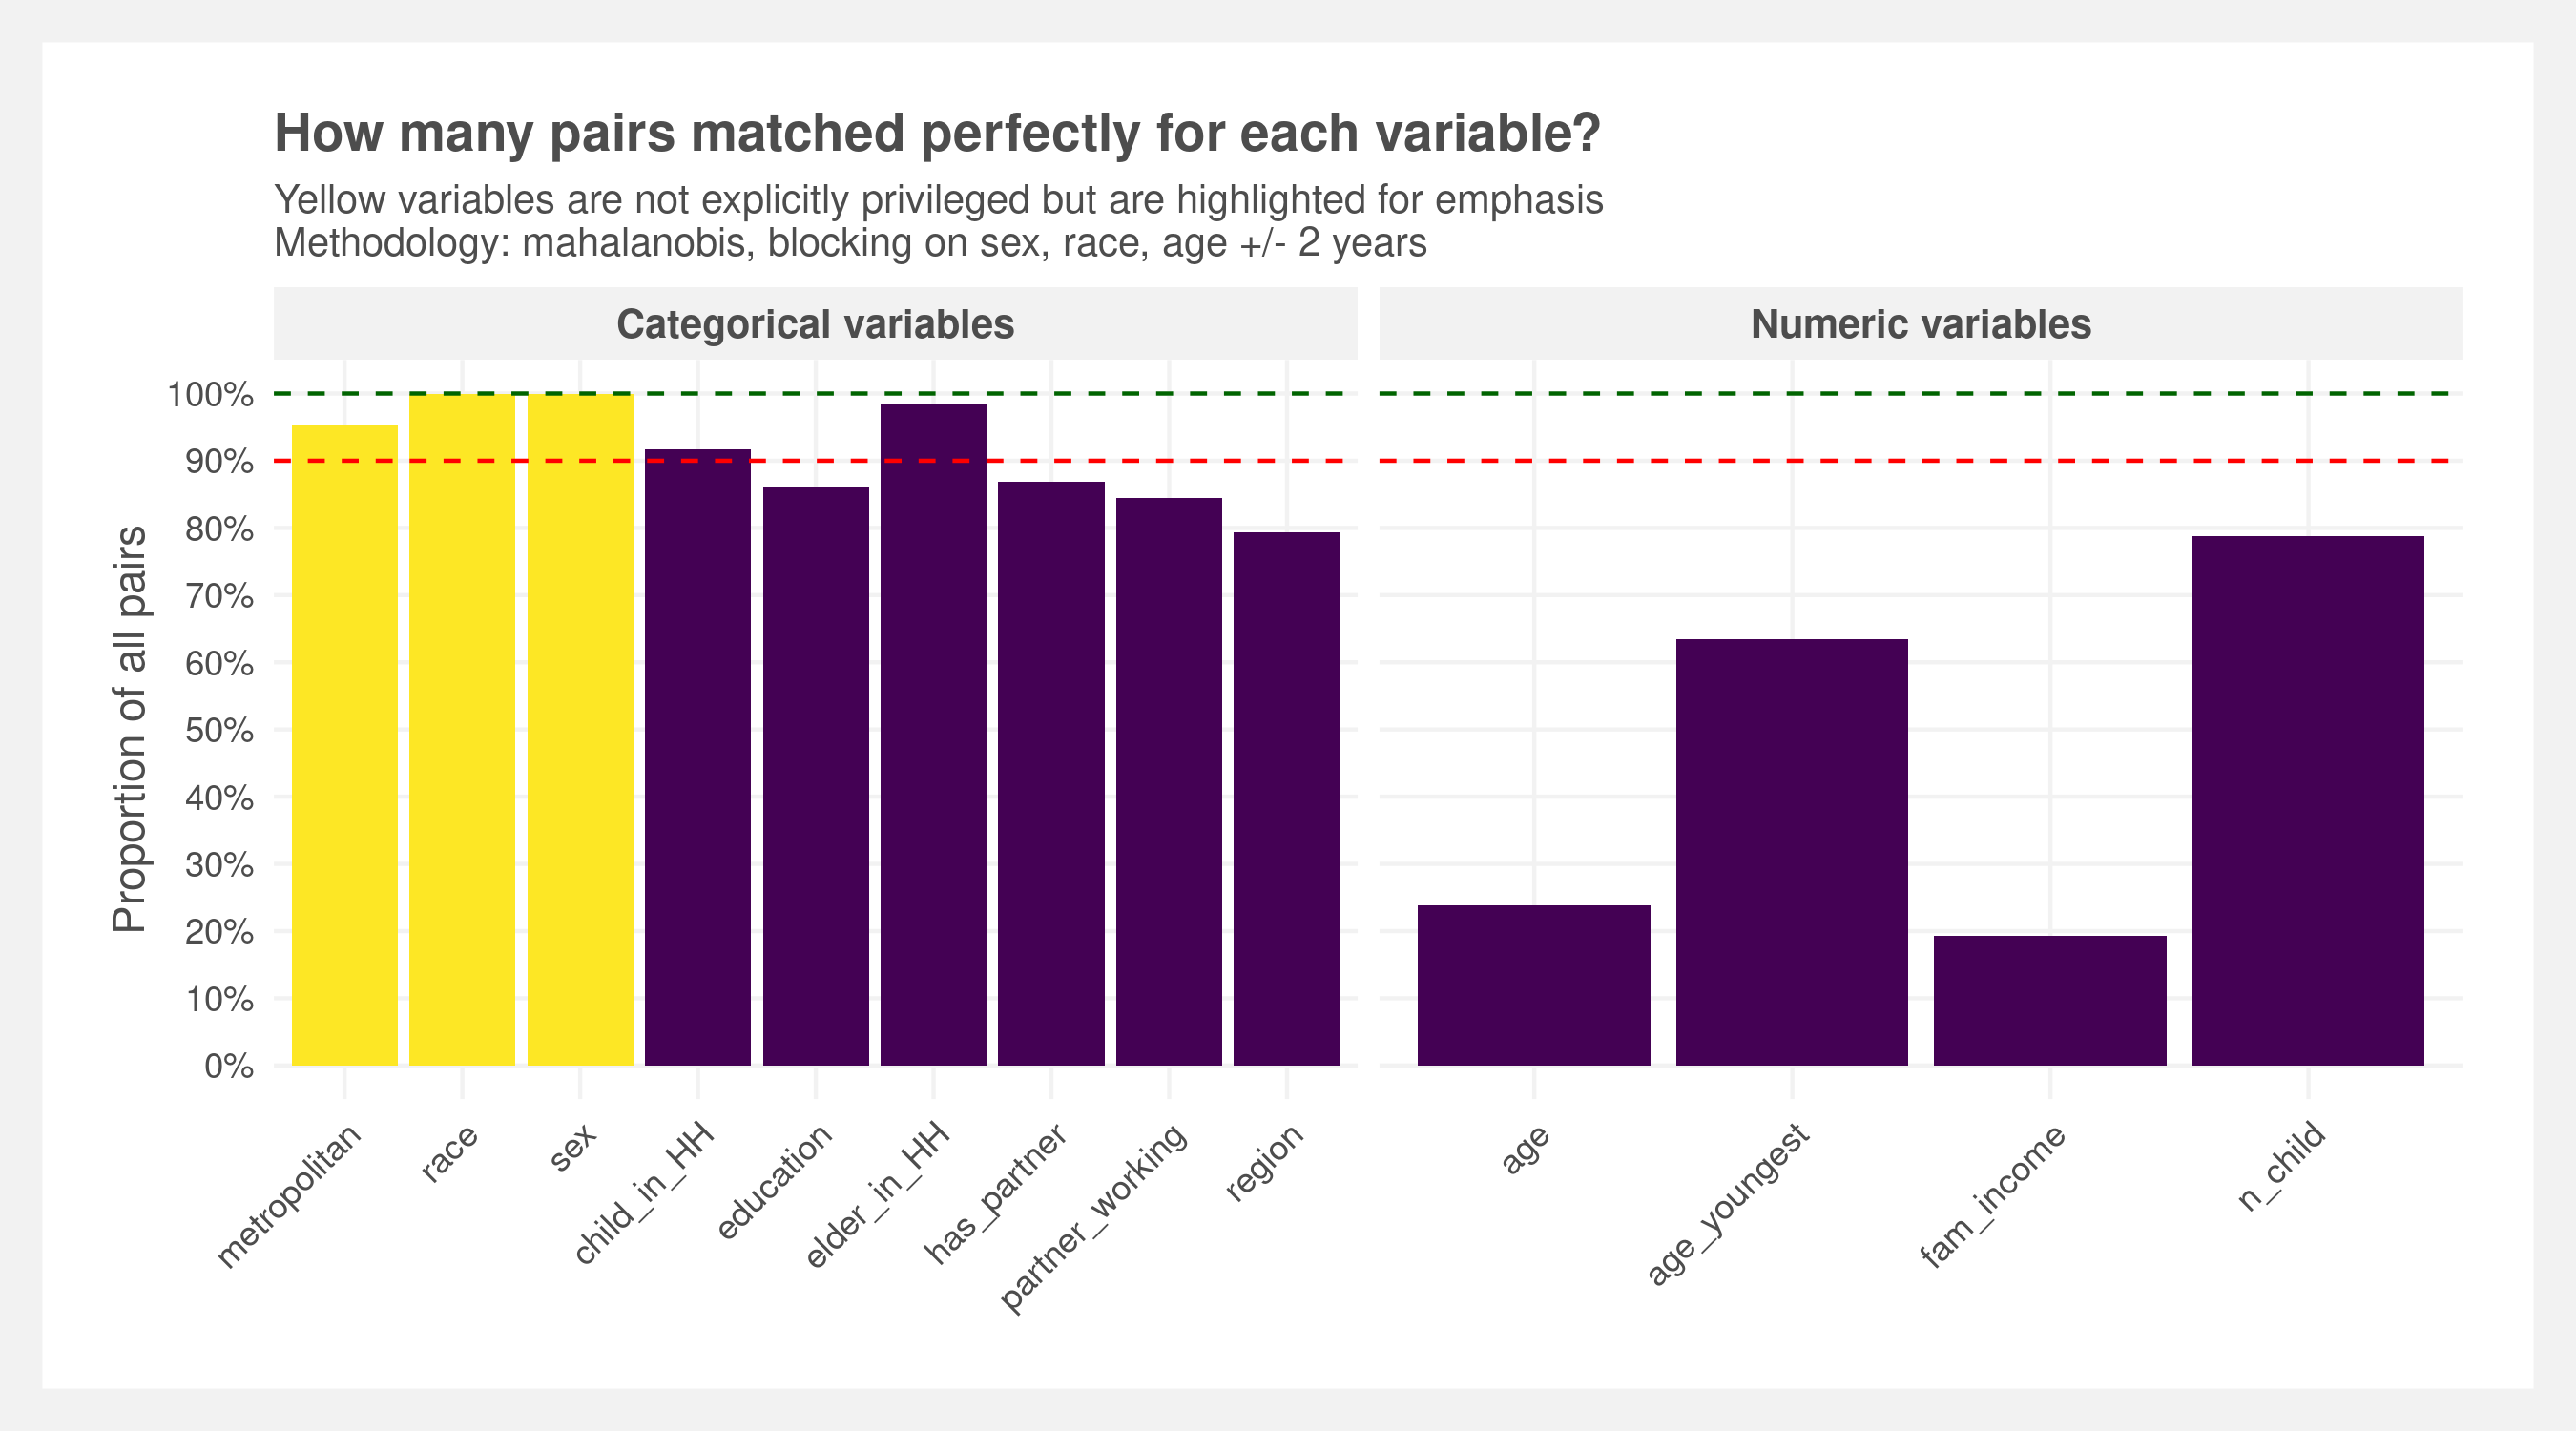 How many pairs matched perfectly for each variable?
Yellow variables are not explicitly privileged but are highlighted for emphasis
Methodology: mahalanobis, blocking on sex, race, age +/- 2 years
Categorical variables
Numeric variables
Proportion of all pairs
100%
90%
80%
70%
60%
50%
40%
30%
20%
10%
0%
metropolitan
race
sex
child_in_HH
education
elder_in_HH
has_partner
partner_working
region
age
age_youngest
fam_income
n_child